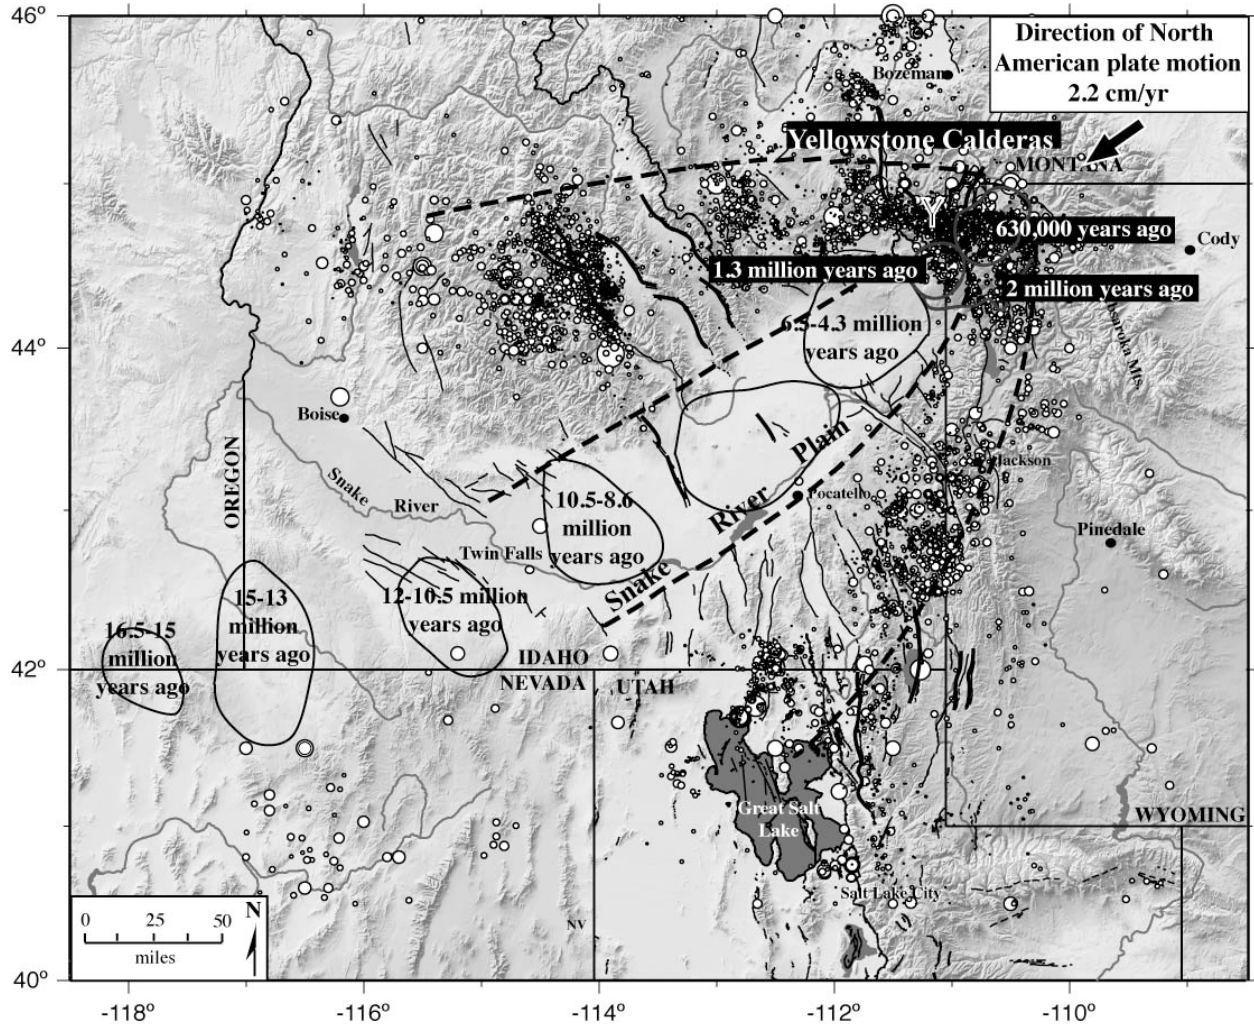 46°
44°
42°
40°
-118°
-116°
-114°
-112°
-110°
Direction of North
American plate motion
2.2 cm/yr
Bozeman
Yellowstone Calderas
MONTANA
Y
630,000 years ago
Cody
1.3 million years ago
2 million years ago
6.5-4.3 million
years ago
Absaroka Mts.
Boise
OREGON
Snake
River
Plain
Jackson
Pocatello
River
Snake
10.5-8.6
million
years ago
Twin Falls
Pinedale
12-10.5 million
years ago
15-13
million
years ago
16.5-15
million
years ago
IDAHO
NEVADA
UTAH
Great Salt
Lake
WYOMING
Salt Lake City
NV
N
0 25 50
miles